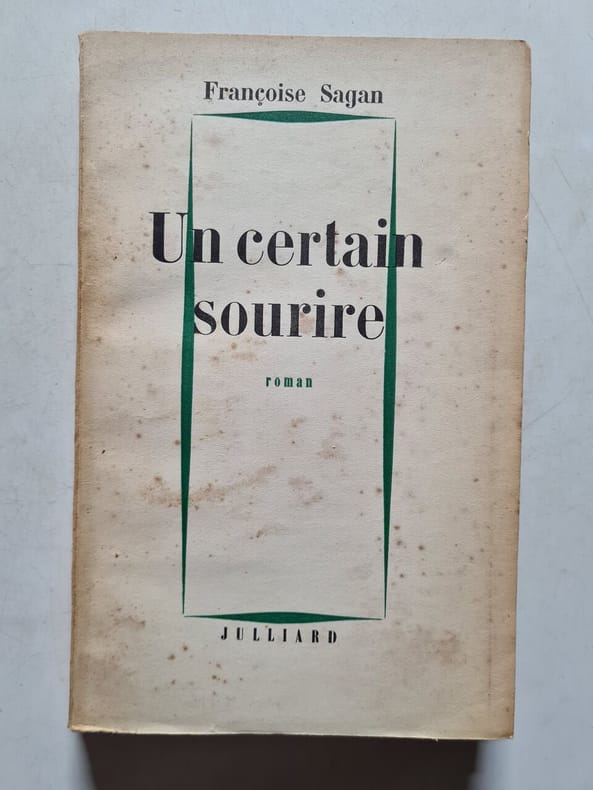 Françoise Sagan
Un certain
sourire
roman
JULLIARD